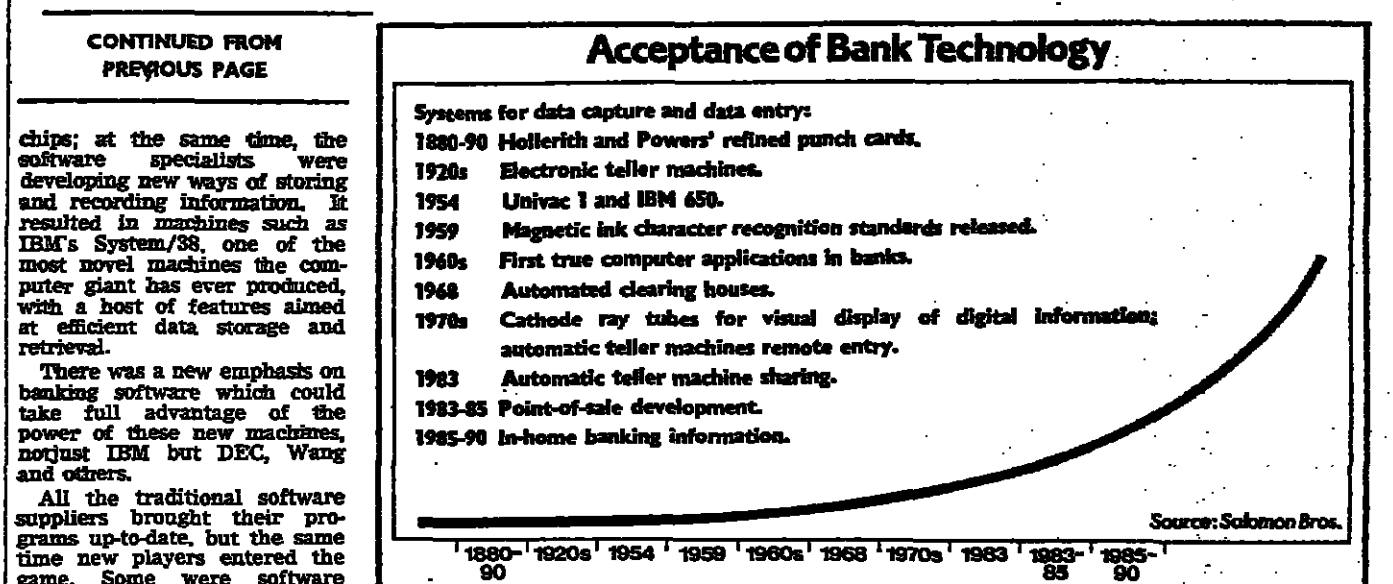 CONTINUED FROM
PREVIOUS PAGE
chips; at the same time, the
software specialists were
developing new ways of storing
and recording information. It
resulted in machines such as
IBM's System/38, one of the
most novel machines the com-
puter giant has ever produced,
with a host of features aimed
at efficient data storage and
retrieval.
There was a new emphasis on
banking software which could
take full advantage of the
power of these new machines,
notjust IBM but DEC, Wang
and others.
All the traditional software
suppliers brought their pro-
grams up-to-date, but the same
time new players entered the
game. Some were software
Acceptance of Bank Technology
Systems for data capture and data entry:
1880-90 Hollerith and Powers' refined punch cards.
1920s Electronic teller machines.
1954 Univac 1 and IBM 650.
1959 Magnetic ink character recognition standards released.
1960s First true computer applications in banks.
1968 Automated clearing houses.
1970s Cathode ray tubes for visual display of digital information;
automatic teller machines remote entry.
1983 Automatic teller machine sharing.
1983-85 Point-of-sale development.
1985-90 In-home banking information.
Source: Salomon Bros.
1880- 1920s 1954 1959 1960s 1968 1970s 1983 1983- 1985-
90 85 90